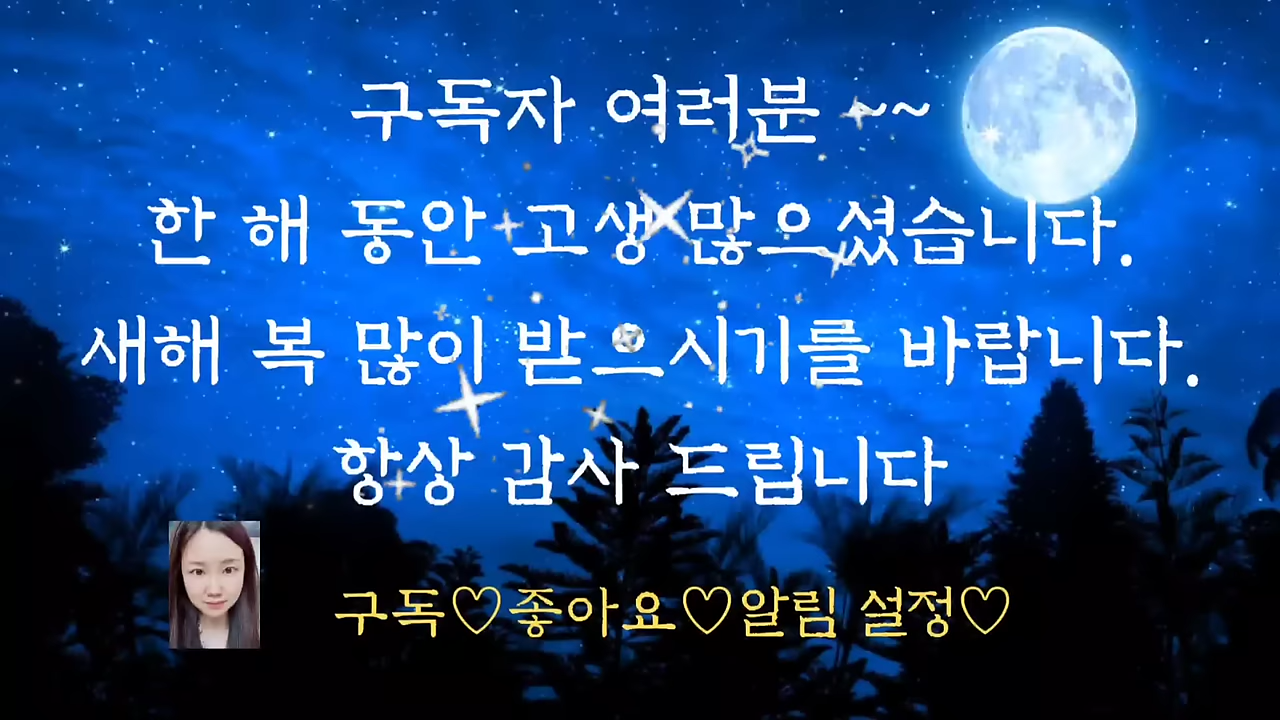 구독자 여러분 ~~
한 해 동안 고생 많으셨습니다.
새해 복 많이 받으시기를 바랍니다.
항상 감사 드립니다
구독♡좋아요♡알림 설정♡